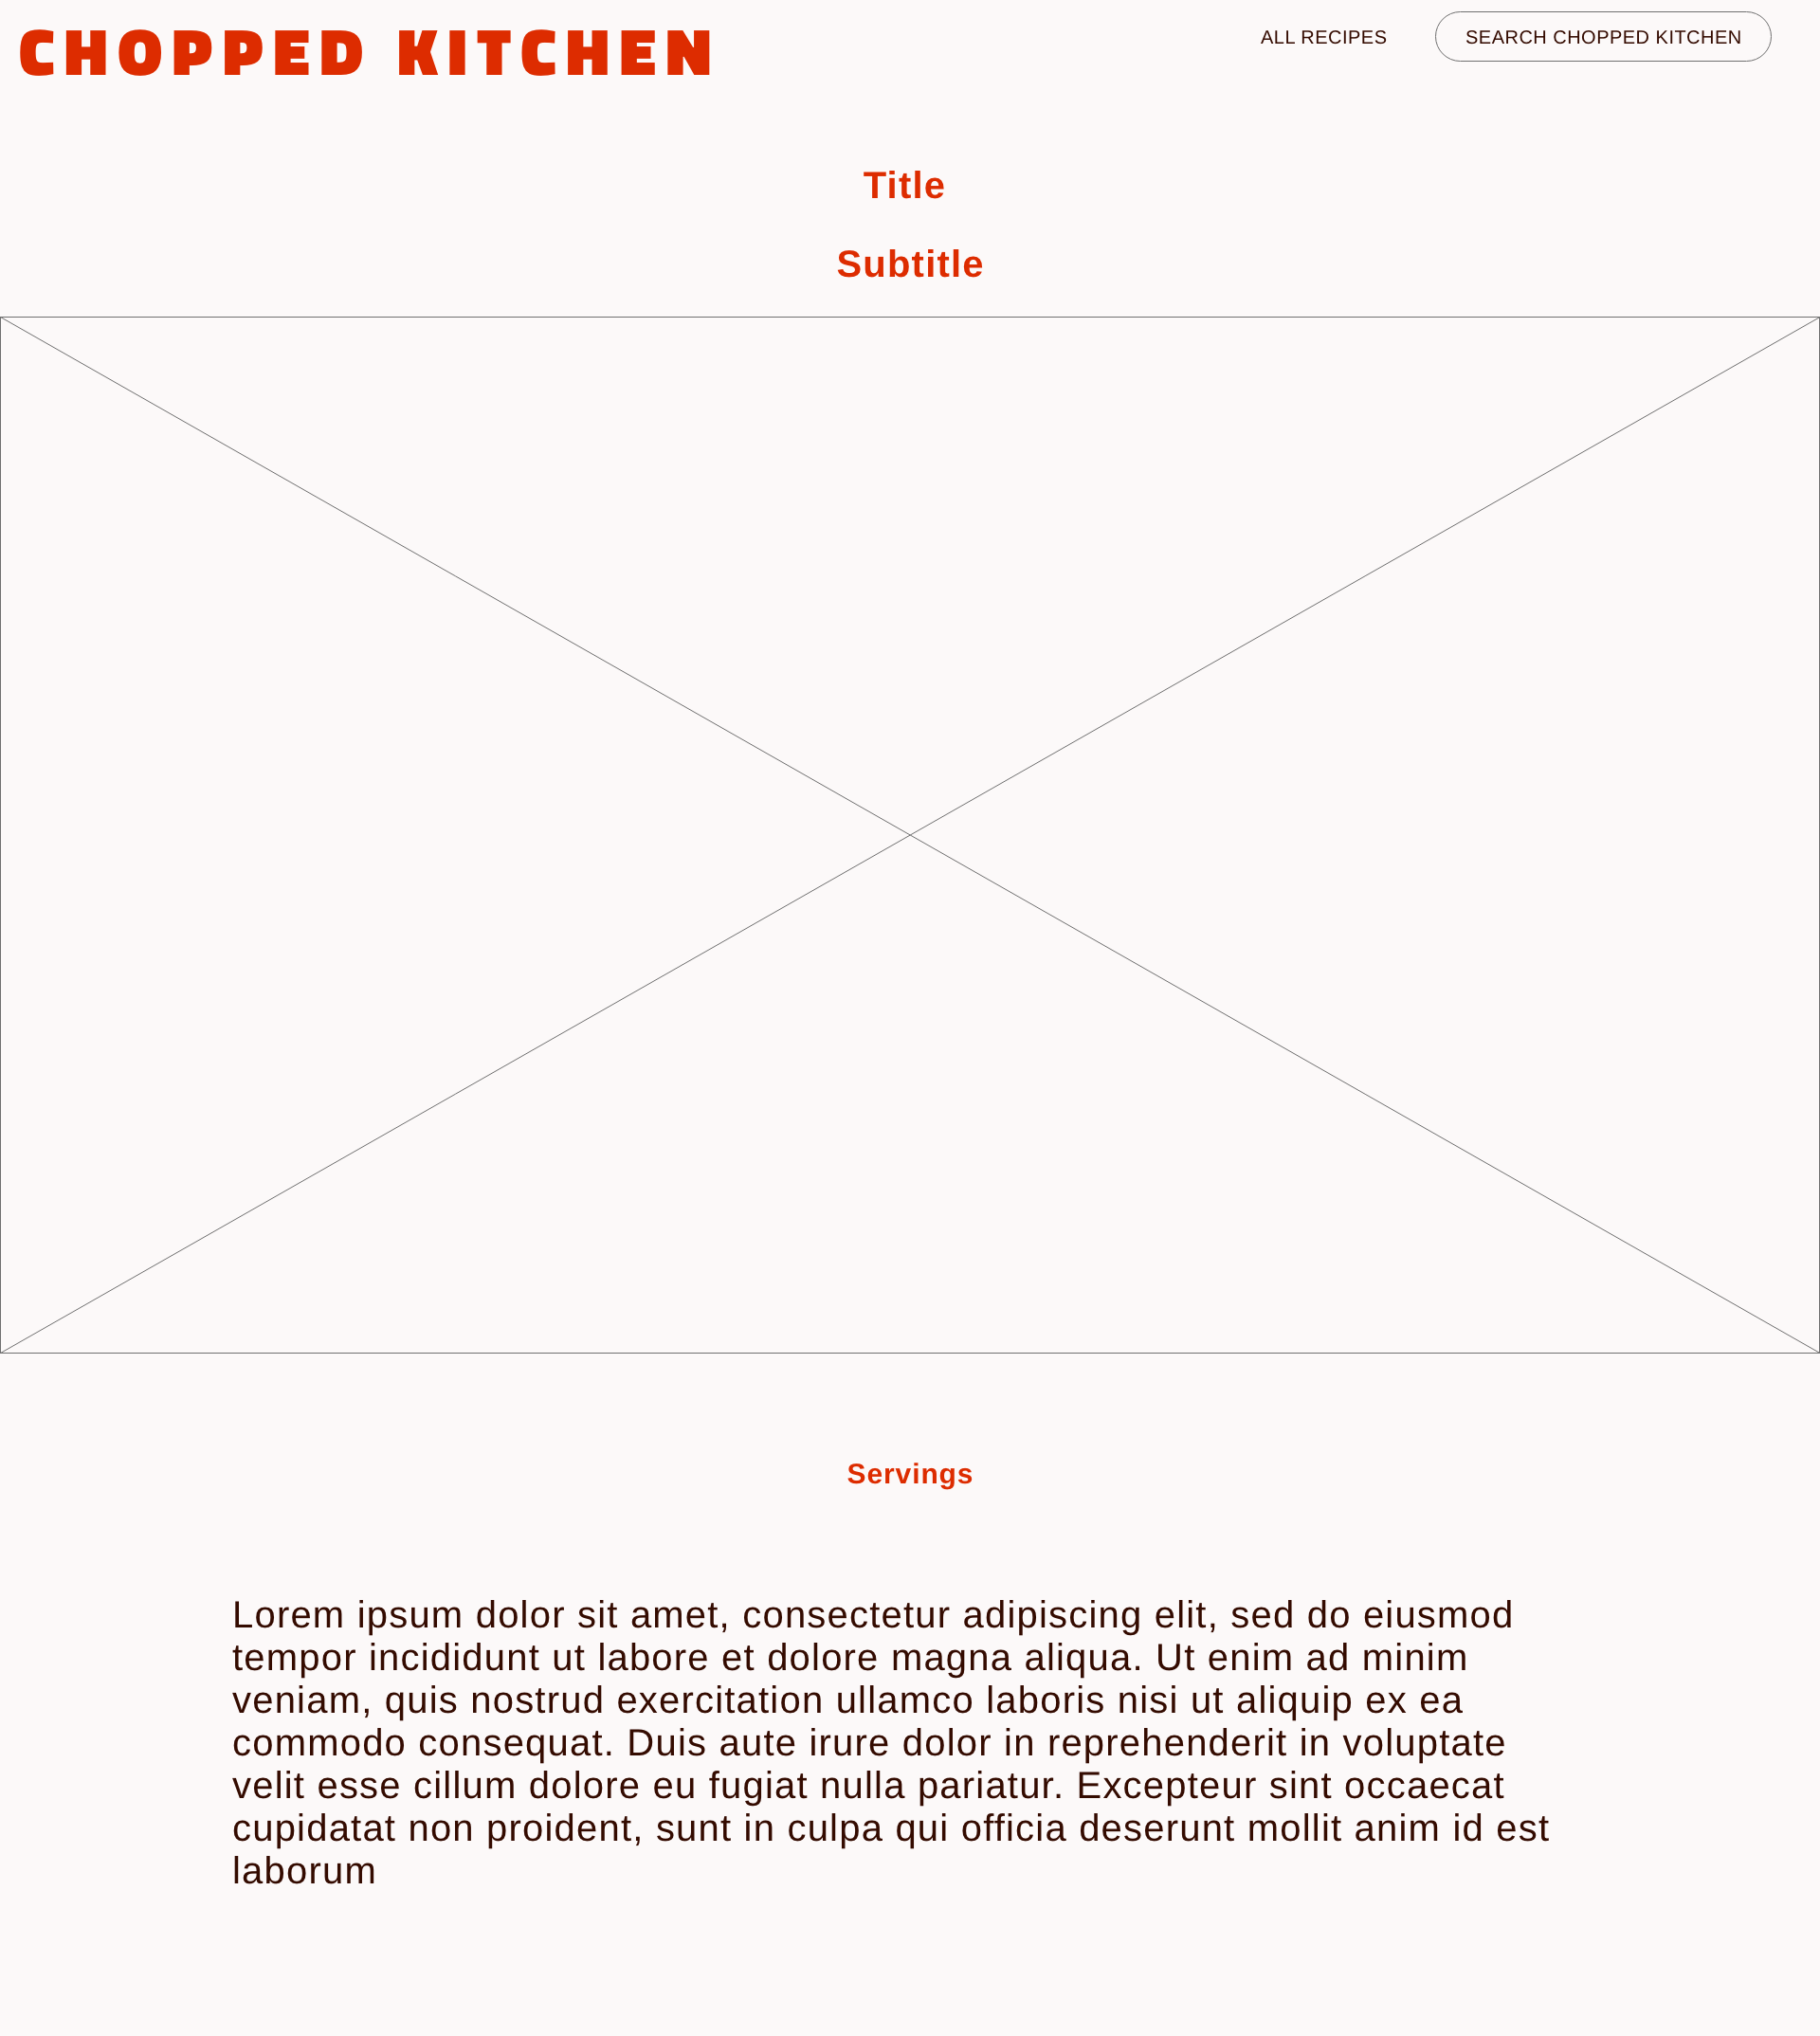 CHOPPED KITCHEN
ALL RECIPES
SEARCH CHOPPED KITCHEN
Title
Subtitle
Servings
Lorem ipsum dolor sit amet, consectetur adipiscing elit, sed do eiusmod
tempor incididunt ut labore et dolore magna aliqua. Ut enim ad minim
veniam, quis nostrud exercitation ullamco laboris nisi ut aliquip ex ea
commodo consequat. Duis aute irure dolor in reprehenderit in voluptate
velit esse cillum dolore eu fugiat nulla pariatur. Excepteur sint occaecat
cupidatat non proident, sunt in culpa qui officia deserunt mollit anim id est
laborum